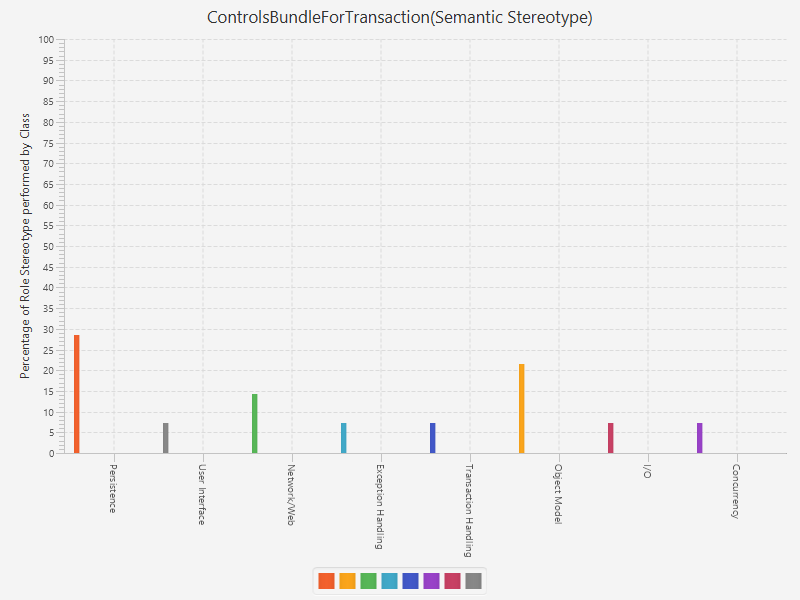 ControlsBundleForTransaction(Semantic Stereotype)
Percentage of Role Stereotype performed by Class
100
95
90
85
80
75
70
65
60
55
50
45
40
35
30
25
20
15
10
5
0
Persistence
User Interface
Network/Web
Exception Handling
Transaction Handling
Object Model
I/O
Concurrency